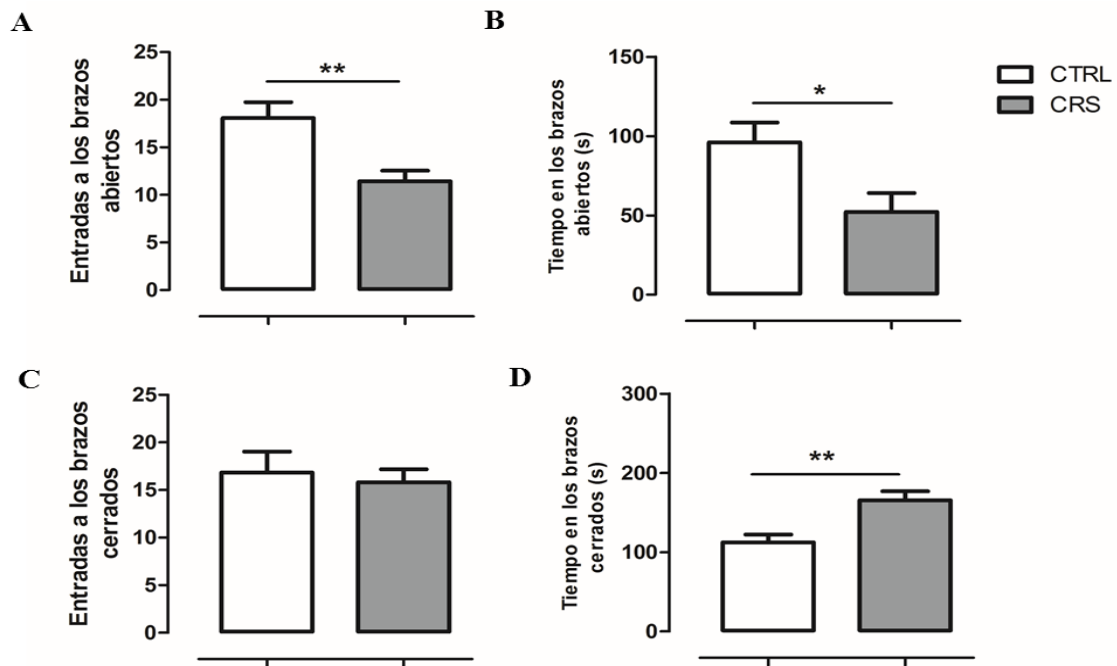 A
Entradas a los brazos
abiertos
25
20
15
10
5
0
**
B
Tiempo en los brazos
abiertos (s)
150
100
50
0
*
CTRL
CRS
C
Entradas a los brazos
cerrados
25
20
15
10
5
0
D
Tiempo en los brazos
cerrados (s)
300
200
100
0
**